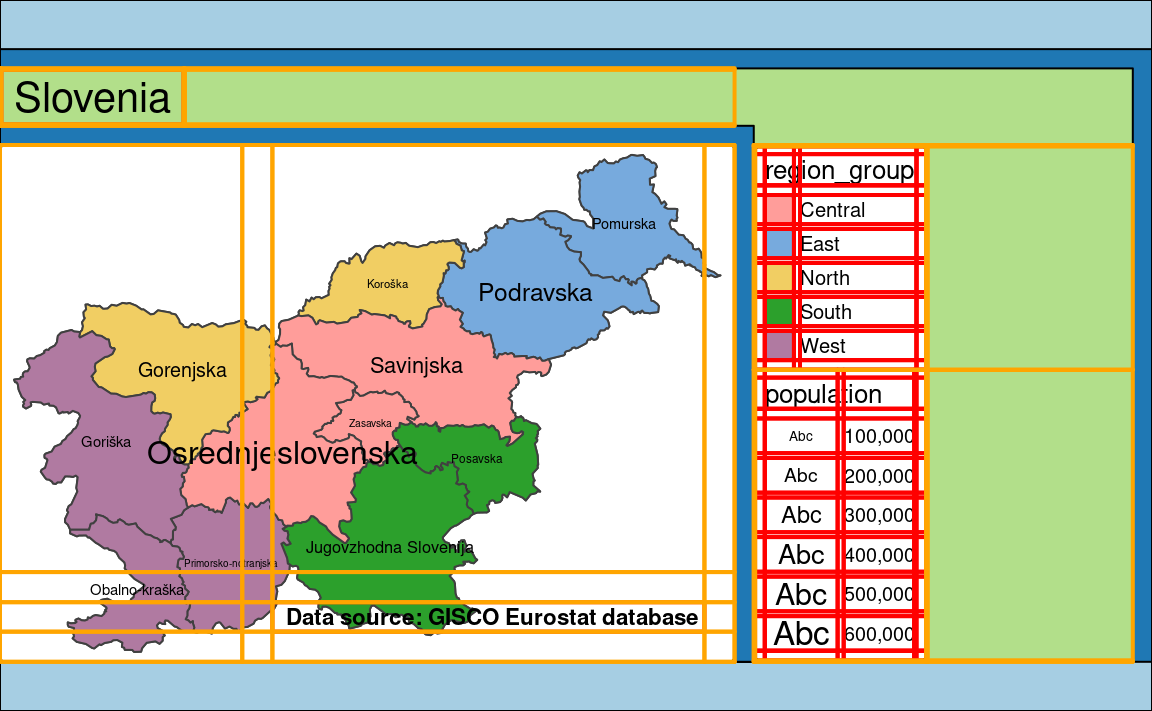 Slovenia
Pomurska
Koroška
Podravska
Gorenjska
Savinjska
Zasavska
Goriška
Osrednjeslovenska
Posavska
Jugovzhodna Slovenija
Primorsko-notranjska
Obalno-kraška
Data source: GISCO Eurostat database
region_group
Central
East
North
South
West
population
Abc 100,000
Abc 200,000
Abc 300,000
Abc 400,000
Abc 500,000
Abc 600,000